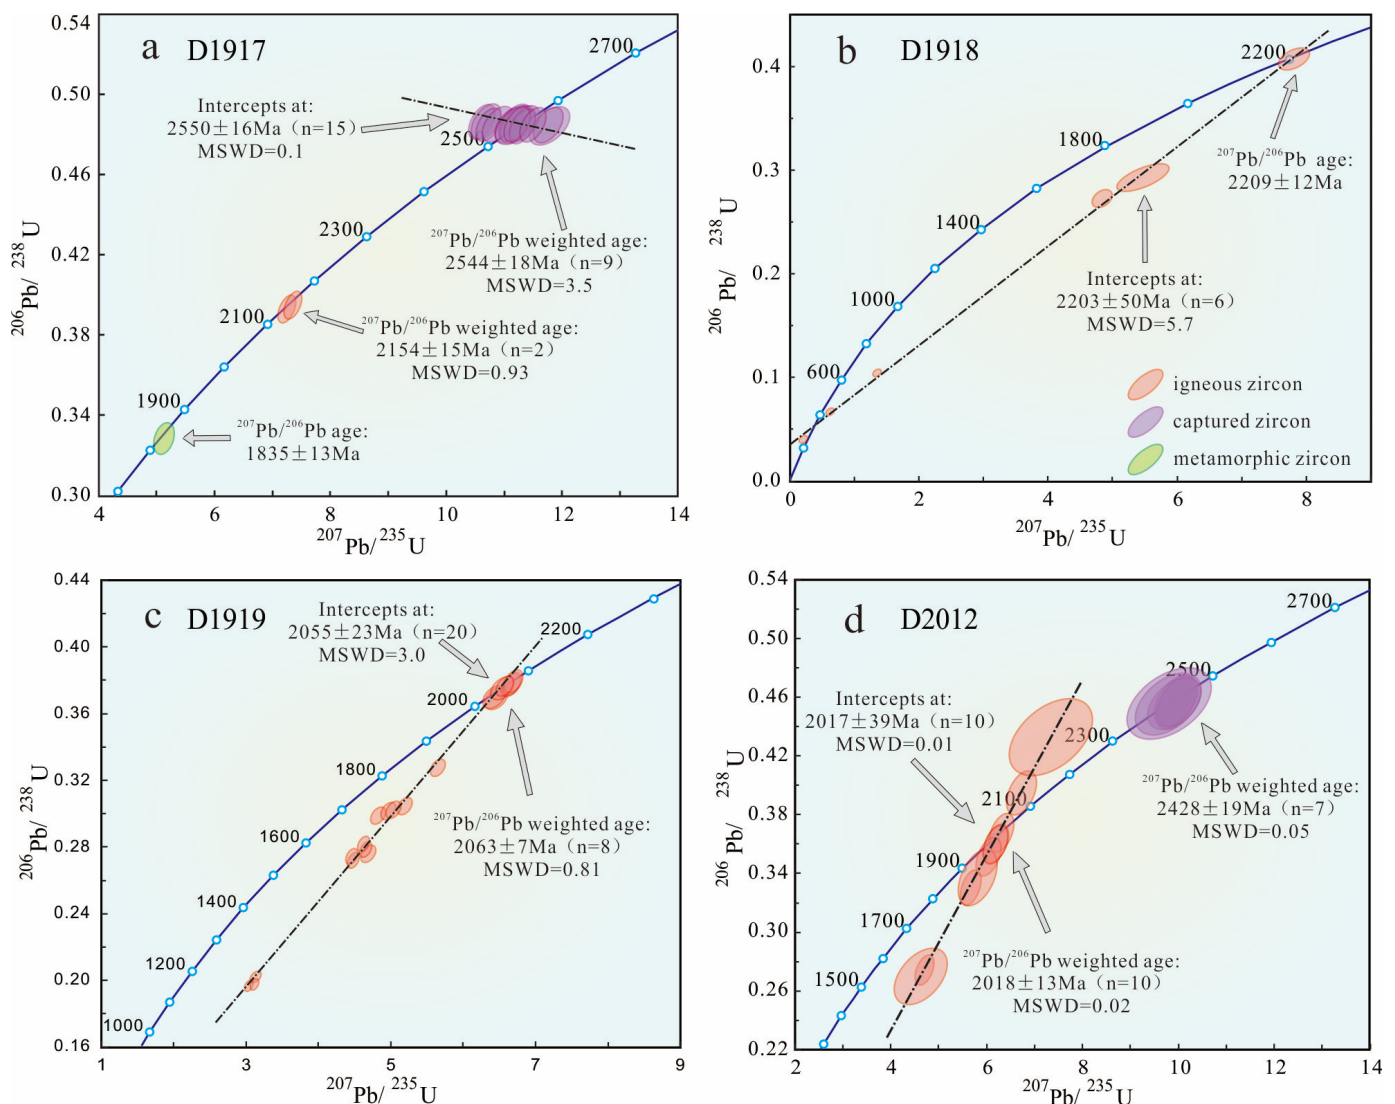 a D1917
0.54
0.50
0.46
0.42
0.38
0.34
0.30
²⁰⁶Pb/ ²³⁸U
2700
2500
2300
2100
1900
Intercepts at:
2550±16Ma (n=15)
MSWD=0.1
²⁰⁷Pb/²⁰⁶Pb weighted age:
2544±18Ma (n=9)
MSWD=3.5
²⁰⁷Pb/²⁰⁶Pb weighted age:
2154±15Ma (n=2)
MSWD=0.93
²⁰⁷Pb/²⁰⁶Pb age:
1835±13Ma
4 6 8 10 12 14
²⁰⁷Pb/ ²³⁵U
b D1918
0.4
0.3
0.2
0.1
0.0
²⁰⁶Pb/ ²³⁸U
2200
1800
1400
1000
600
²⁰⁷Pb/²⁰⁶Pb age:
2209±12Ma
Intercepts at:
2203±50Ma (n=6)
MSWD=5.7
igneous zircon
captured zircon
metamorphic zircon
0 2 4 6 8
²⁰⁷Pb/ ²³⁵U
c D1919
0.44
0.40
0.36
0.32
0.28
0.24
0.20
0.16
²⁰⁶Pb/ ²³⁸U
2200
2000
1800
1600
1400
1200
1000
Intercepts at:
2055±23Ma (n=20)
MSWD=3.0
²⁰⁷Pb/²⁰⁶Pb weighted age:
2063±7Ma (n=8)
MSWD=0.81
1 3 5 7 9
²⁰⁷Pb/ ²³⁵U
d D2012
0.54
0.50
0.46
0.42
0.38
0.34
0.30
0.26
0.22
²⁰⁶Pb/ ²³⁸U
2700
2500
2300
2100
1900
1700
1500
Intercepts at:
2017±39Ma (n=10)
MSWD=0.01
²⁰⁷Pb/²⁰⁶Pb weighted age:
2428±19Ma (n=7)
MSWD=0.05
²⁰⁷Pb/²⁰⁶Pb weighted age:
2018±13Ma (n=10)
MSWD=0.02
2 4 6 8 10 12 14
²⁰⁷Pb/ ²³⁵U